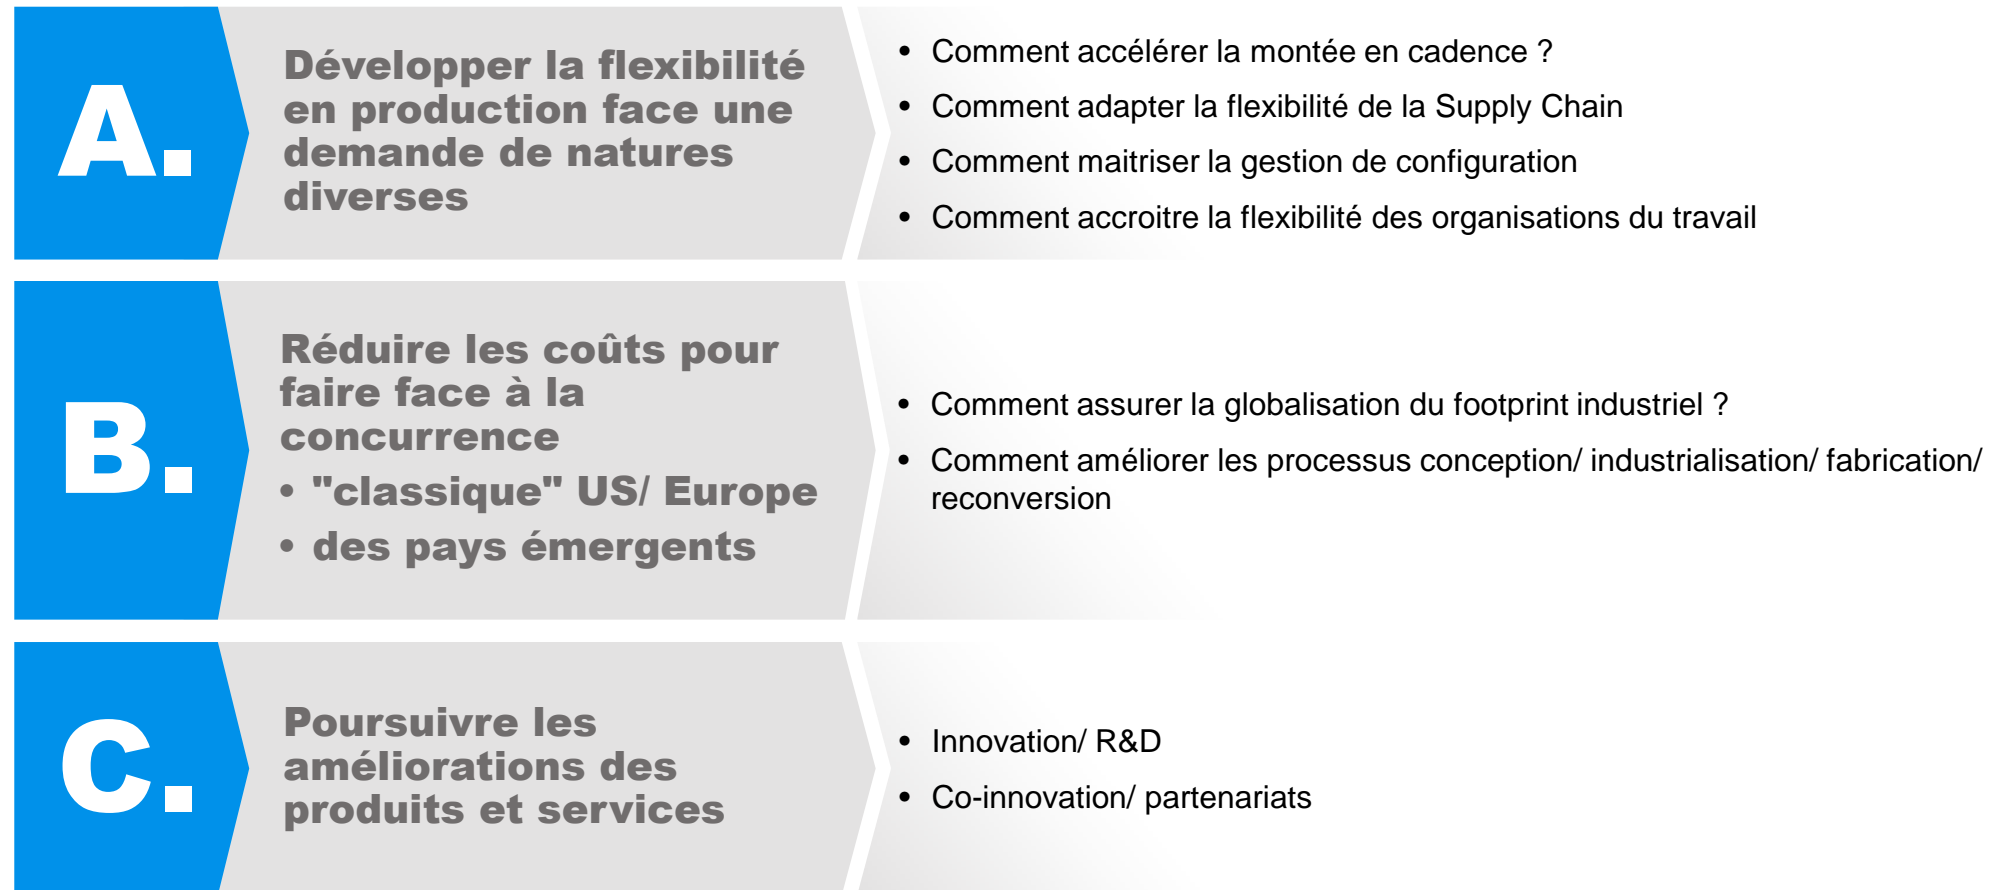 A.
Développer la flexibilité
en production face une
demande de natures
diverses
• Comment accélérer la montée en cadence ?
• Comment adapter la flexibilité de la Supply Chain
• Comment maitriser la gestion de configuration
• Comment accroitre la flexibilité des organisations du travail
B.
Réduire les coûts pour
faire face à la
concurrence
• "classique" US/ Europe
• des pays émergents
• Comment assurer la globalisation du footprint industriel ?
• Comment améliorer les processus conception/ industrialisation/ fabrication/
reconversion
C.
Poursuivre les
améliorations des
produits et services
• Innovation/ R&D
• Co-innovation/ partenariats